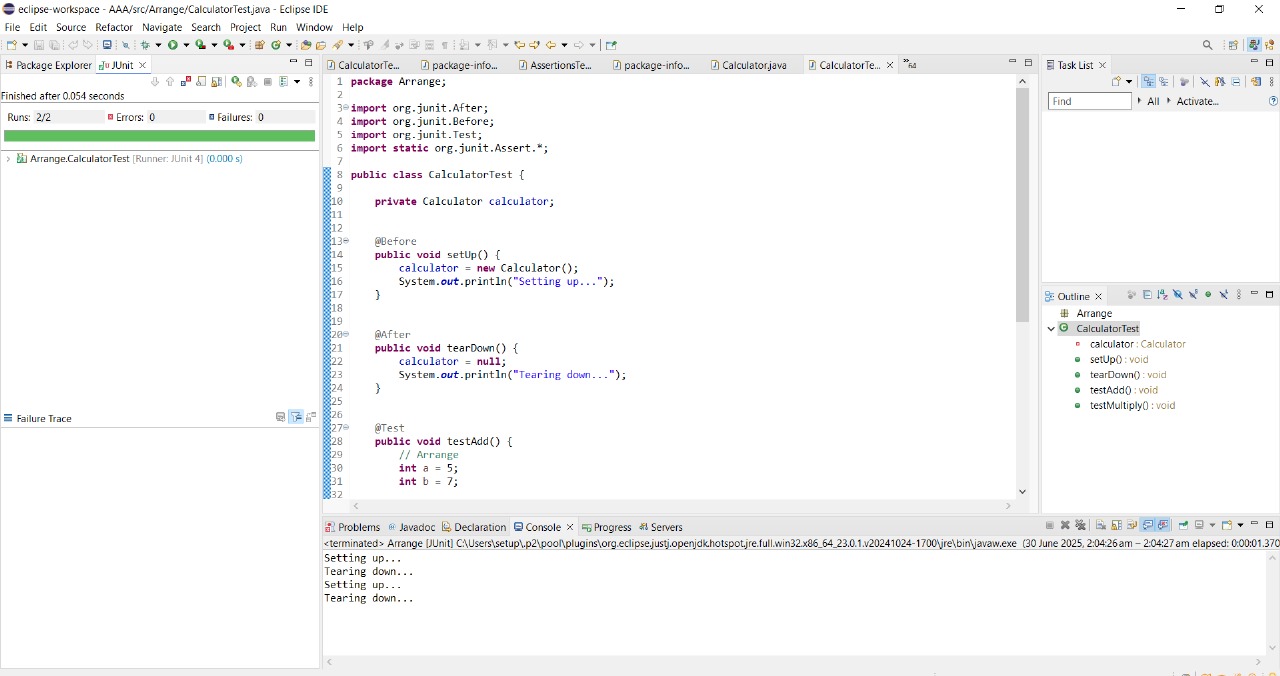 eclipse-workspace - AAA/src/Arrange/CalculatorTest.java - Eclipse IDE
File Edit Source Refactor Navigate Search Project Run Window Help
Package Explorer JUnit
Finished after 0.054 seconds
Runs: 2/2 Errors: 0 Failures: 0
Arrange.CalculatorTest [Runner: JUnit 4] (0.000 s)
Failure Trace
CalculatorTe... package-info... AssertionsTe... package-info... Calculator.java CalculatorTe... »64
1 package Arrange;
2
3 import org.junit.After;
4 import org.junit.Before;
5 import org.junit.Test;
6 import static org.junit.Assert.*;
7
8 public class CalculatorTest {
9
10 private Calculator calculator;
11
12
13 @Before
14 public void setUp() {
15 calculator = new Calculator();
16 System.out.println("Setting up...");
17 }
18
19
20 @After
21 public void tearDown() {
22 calculator = null;
23 System.out.println("Tearing down...");
24 }
25
26
27 @Test
28 public void testAdd() {
29 // Arrange
30 int a = 5;
31 int b = 7;
32
Task List
Find All Activate...
Outline
Arrange
CalculatorTest
calculator : Calculator
setUp() : void
tearDown() : void
testAdd() : void
testMultiply() : void
Problems Javadoc Declaration Console Progress Servers
<terminated> Arrange [JUnit] C:\Users\setup\.p2\pool\plugins\org.eclipse.justj.openjdk.hotspot.jre.full.win32.x86_64_23.0.1.v20241024-1700\jre\bin\javaw.exe (30 June 2025, 2:04:26 am – 2:04:27 am elapsed: 0:00:01.370
Setting up...
Tearing down...
Setting up...
Tearing down...